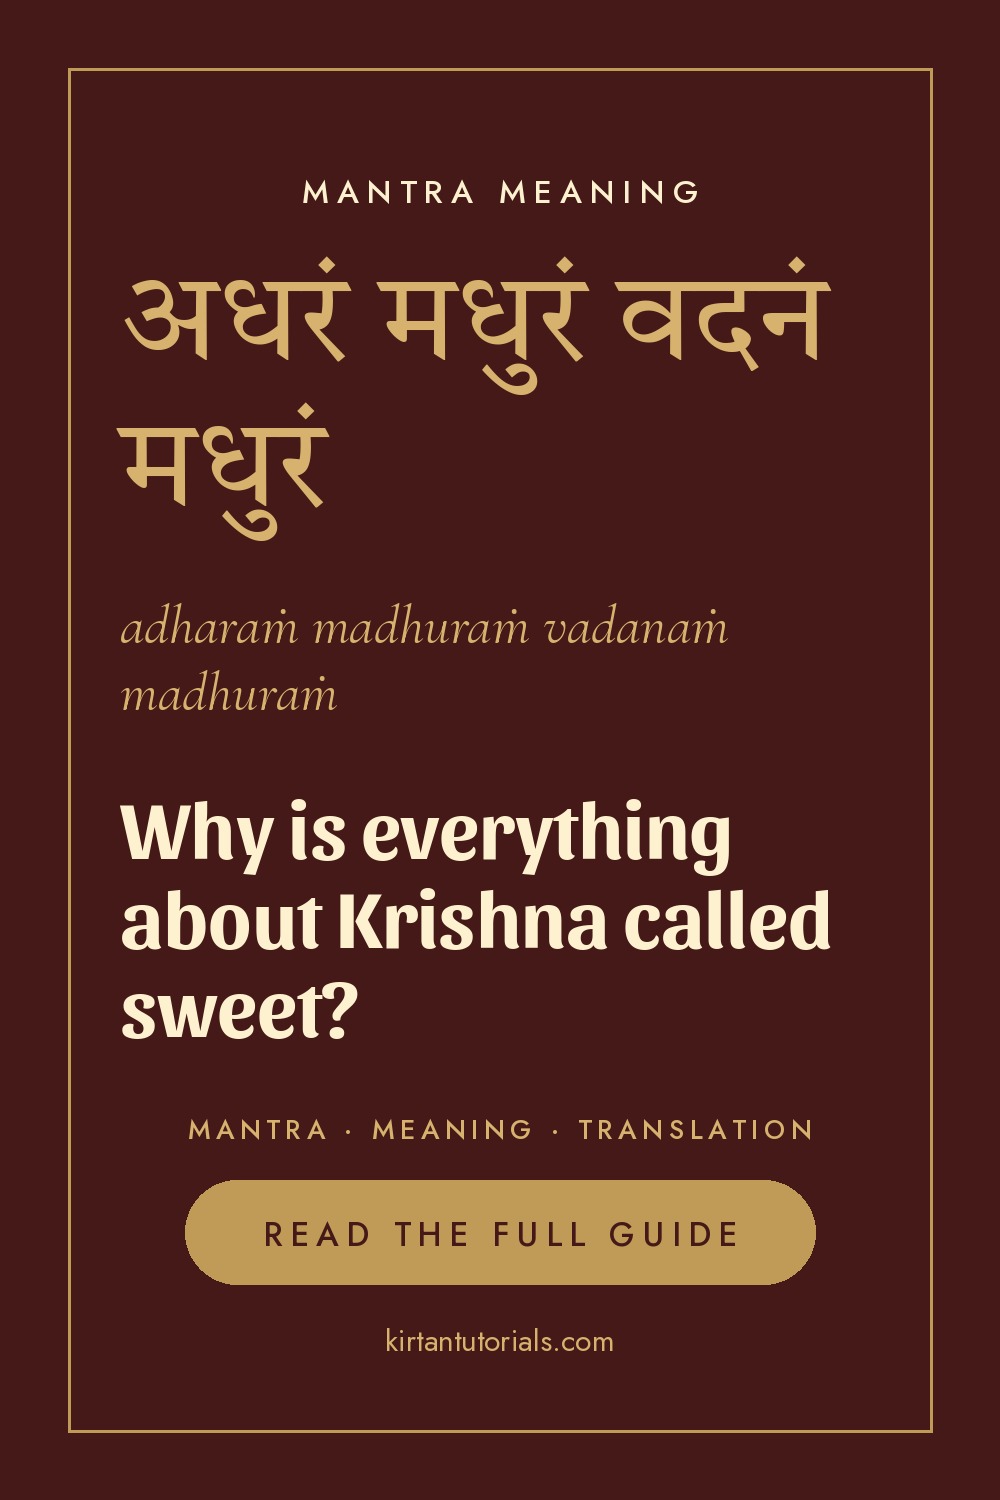 MANTRA MEANING
अधरं मधुरं वदनं
मधुरं
adharaṁ madhuraṁ vadanaṁ
madhuraṁ
Why is everything
about Krishna called
sweet?
MANTRA · MEANING · TRANSLATION
READ THE FULL GUIDE
kirtantutorials.com